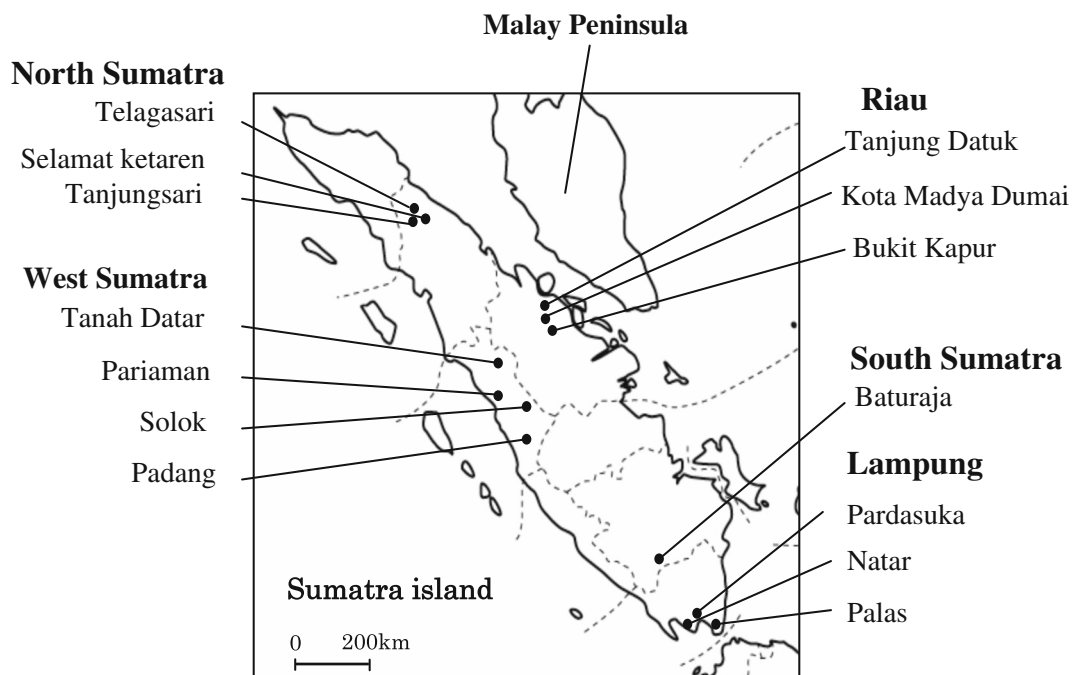 Malay Peninsula
North Sumatra
Telagasari
Selamat ketaren
Tanjungsari
West Sumatra
Tanah Datar
Pariaman
Solok
Padang
Riau
Tanjung Datuk
Kota Madya Dumai
Bukit Kapur
South Sumatra
Baturaja
Lampung
Pardasuka
Natar
Palas
Sumatra island
0 200km